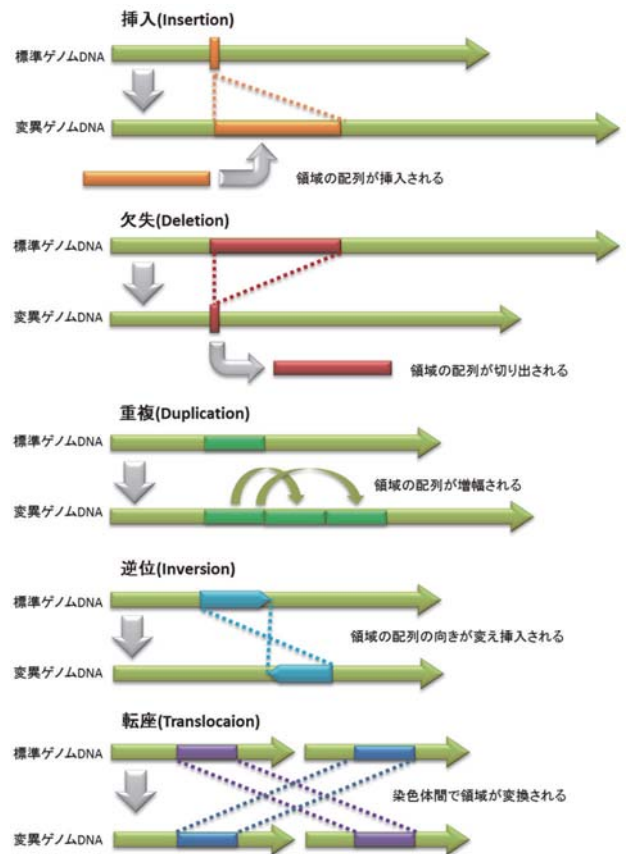 挿入(Insertion)
標準ゲノムDNA
変異ゲノムDNA
領域の配列が挿入される
欠失(Deletion)
標準ゲノムDNA
変異ゲノムDNA
領域の配列が切り出される
重複(Duplication)
標準ゲノムDNA
領域の配列が増幅される
変異ゲノムDNA
逆位(Inversion)
標準ゲノムDNA
領域の配列の向きが変え挿入される
変異ゲノムDNA
転座(Translocaion)
標準ゲノムDNA
染色体間で領域が変換される
変異ゲノムDNA